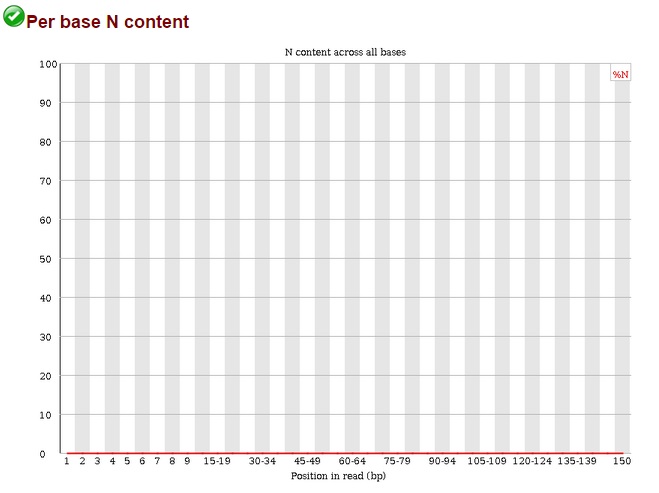 Per base N content
N content across all bases
%N
100
90
80
70
60
50
40
30
20
10
0
1 2 3 4 5 6 7 8 9 15-19 30-34 45-49 60-64 75-79 90-94 105-109 120-124 135-139 150
Position in read (bp)